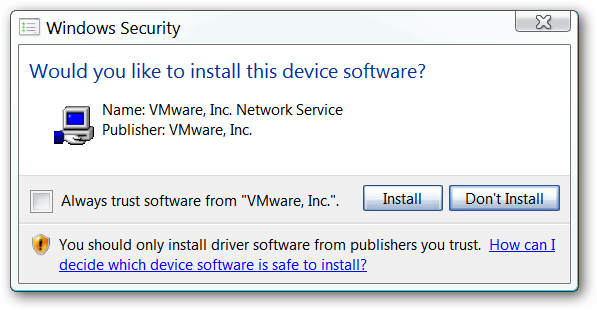 Windows Security
Would you like to install this device software?
Name: VMware, Inc. Network Service
Publisher: VMware, Inc.
Always trust software from "VMware, Inc.".
Install
Don't Install
You should only install driver software from publishers you trust. How can I
decide which device software is safe to install?